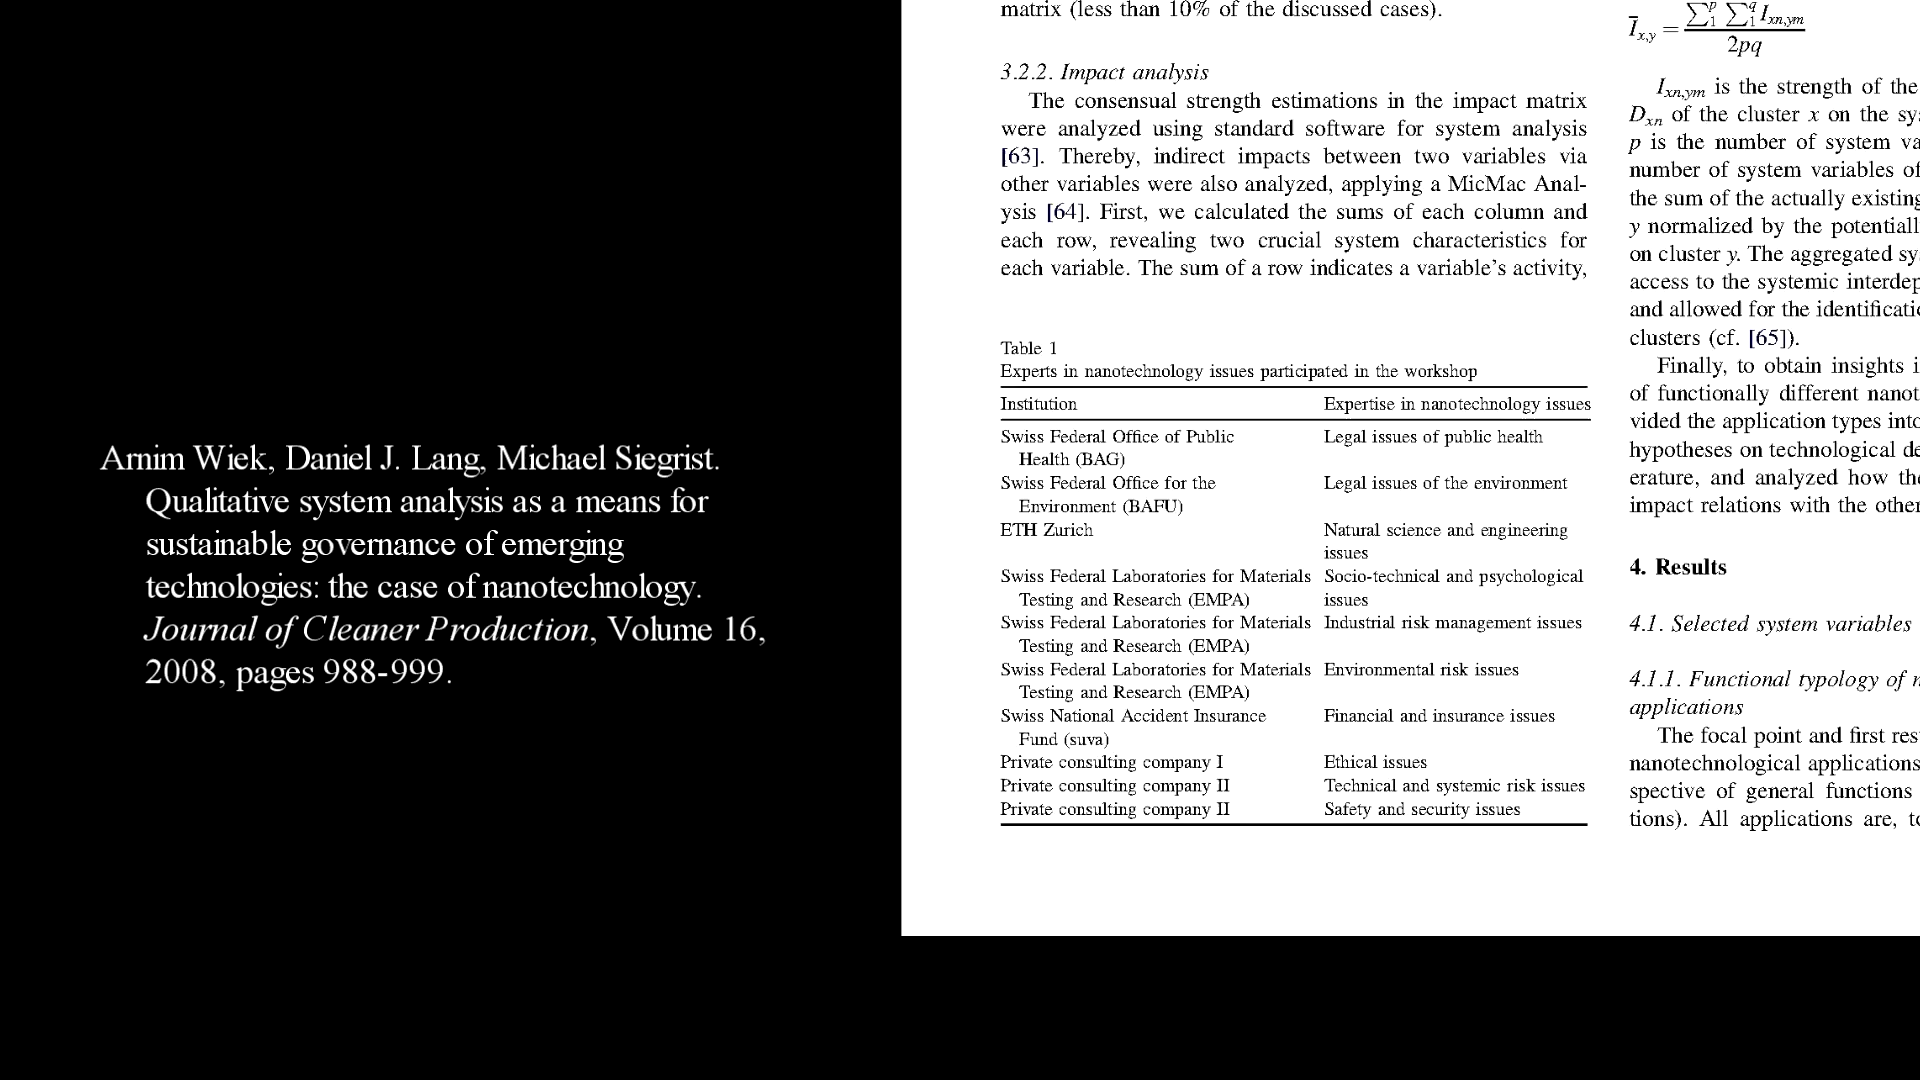 Arnim Wiek, Daniel J. Lang, Michael Siegrist.
Qualitative system analysis as a means for
sustainable governance of emerging
technologies: the case of nanotechnology.
Journal of Cleaner Production, Volume 16,
2008, pages 988-999.
matrix (less than 10% of the discussed cases).
3.2.2. Impact analysis
The consensual strength estimations in the impact matrix
were analyzed using standard software for system analysis
[63]. Thereby, indirect impacts between two variables via
other variables were also analyzed, applying a MicMac Anal-
ysis [64]. First, we calculated the sums of each column and
each row, revealing two crucial system characteristics for
each variable. The sum of a row indicates a variable's activity,
Table 1
Experts in nanotechnology issues participated in the workshop
Institution Expertise in nanotechnology issues
Swiss Federal Office of Public Legal issues of public health
Health (BAG)
Swiss Federal Office for the Legal issues of the environment
Environment (BAFU)
ETH Zurich Natural science and engineering
issues
Swiss Federal Laboratories for Materials Socio-technical and psychological
Testing and Research (EMPA) issues
Swiss Federal Laboratories for Materials Industrial risk management issues
Testing and Research (EMPA)
Swiss Federal Laboratories for Materials Environmental risk issues
Testing and Research (EMPA)
Swiss National Accident Insurance Financial and insurance issues
Fund (suva)
Private consulting company I Ethical issues
Private consulting company II Technical and systemic risk issues
Private consulting company II Safety and security issues
Ī x,y = ∑₁ᵖ ∑₁ᑫ I xn,ym / 2pq
I xn,ym is the strength of the
D xn of the cluster x on the sy
p is the number of system va
number of system variables of
the sum of the actually existing
y normalized by the potentiall
on cluster y. The aggregated sy
access to the systemic interdep
and allowed for the identificati
clusters (cf. [65]).
Finally, to obtain insights i
of functionally different nanot
vided the application types into
hypotheses on technological de
erature, and analyzed how the
impact relations with the other
4. Results
4.1. Selected system variables
4.1.1. Functional typology of n
applications
The focal point and first res
nanotechnological applications
spective of general functions
tions). All applications are, to